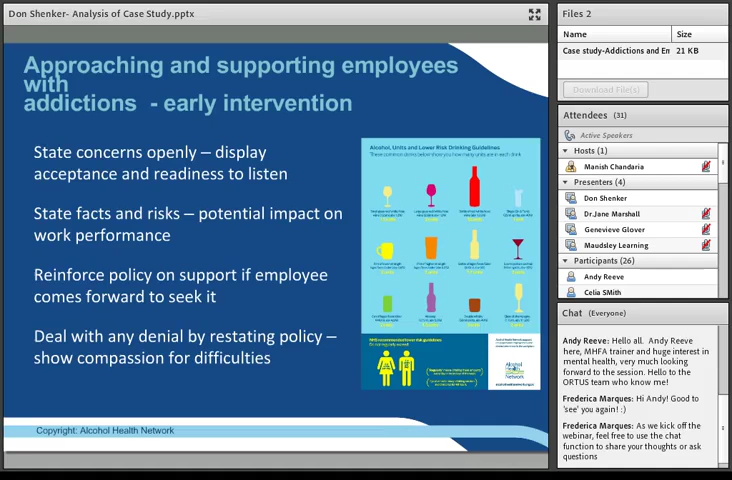 Don Shenker- Analysis of Case Study.pptx
Approaching and supporting employees
with
addictions - early intervention
State concerns openly – display
acceptance and readiness to listen
State facts and risks – potential impact on
work performance
Reinforce policy on support if employee
comes forward to seek it
Deal with any denial by restating policy –
show compassion for difficulties
Alcohol, Units and Lower Risk Drinking Guidelines
Alcohol
Health
Network
Copyright: Alcohol Health Network
Files 2
Name Size
Case study-Addictions and Em 21 KB
Download File(s)
Attendees (31)
Active Speakers
Hosts (1)
Manish Chandaria
Presenters (4)
Don Shenker
Dr.Jane Marshall
Genevieve Glover
Maudsley Learning
Participants (26)
Andy Reeve
Celia SMith
Chat (Everyone)
Andy Reeve: Hello all. Andy Reeve
here, MHFA trainer and huge interest in
mental health, very much looking
forward to the session. Hello to the
ORTUS team who know me!
Frederica Marques: Hi Andy! Good to
'see' you again! :)
Frederica Marques: As we kick off the
webinar, feel free to use the chat
function to share your thoughts or ask
questions